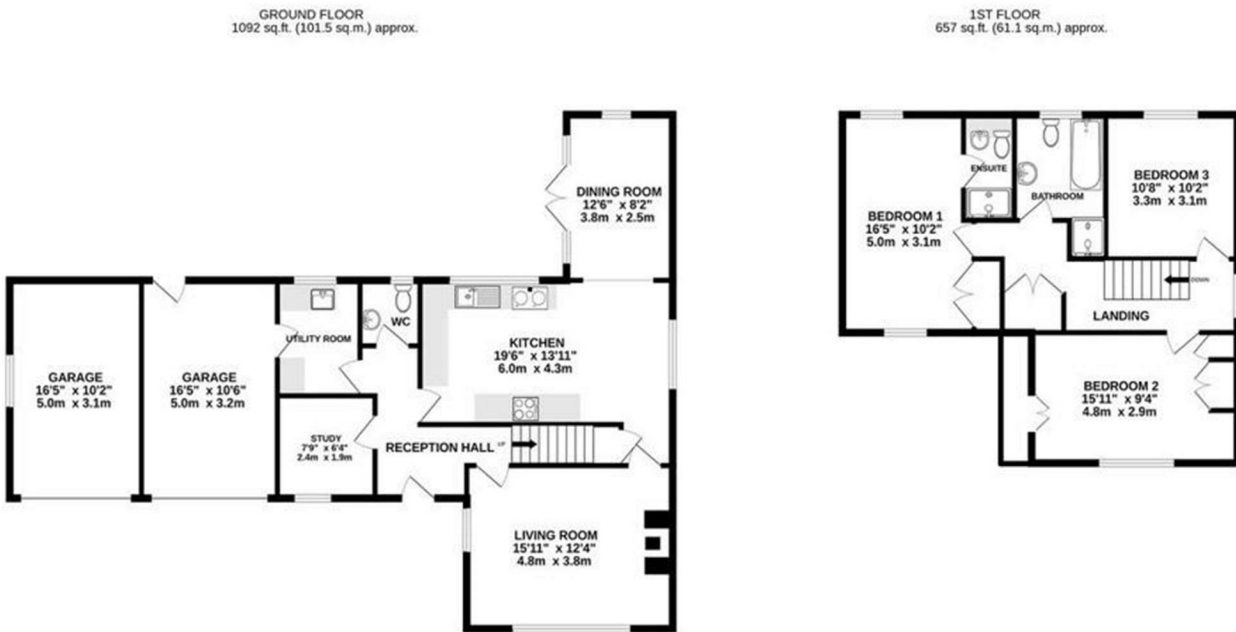 GROUND FLOOR
1092 sq.ft. (101.5 sq.m.) approx.
1ST FLOOR
657 sq.ft. (61.1 sq.m.) approx.
DINING ROOM
12'6" x 8'2"
3.8m x 2.5m
GARAGE
16'5" x 10'2"
5.0m x 3.1m
GARAGE
16'5" x 10'6"
5.0m x 3.2m
UTILITY ROOM
WC
KITCHEN
19'6" x 13'11"
6.0m x 4.3m
STUDY
7'9" x 6'4"
2.4m x 1.9m
RECEPTION HALL
UP
LIVING ROOM
15'11" x 12'4"
4.8m x 3.8m
BEDROOM 1
16'5" x 10'2"
5.0m x 3.1m
ENSUITE
BATHROOM
BEDROOM 3
10'8" x 10'2"
3.3m x 3.1m
DOWN
LANDING
BEDROOM 2
15'11" x 9'4"
4.8m x 2.9m